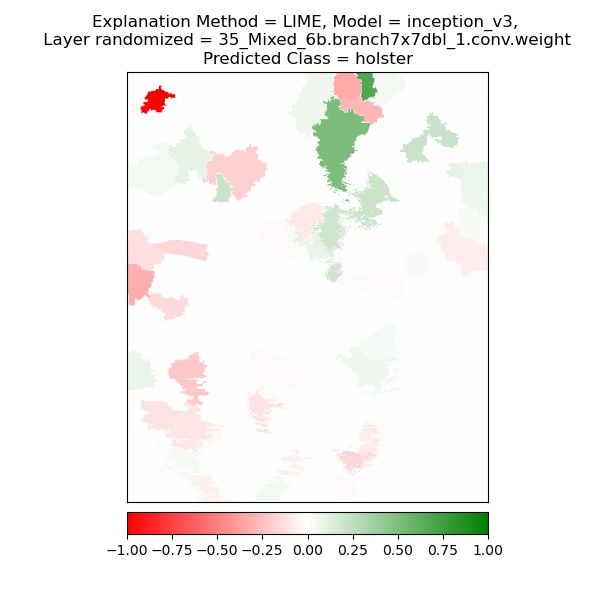 Explanation Method = LIME, Model = inception_v3,
Layer randomized = 35_Mixed_6b.branch7x7dbl_1.conv.weight
Predicted Class = holster
−1.00 −0.75 −0.50 −0.25 0.00 0.25 0.50 0.75 1.00